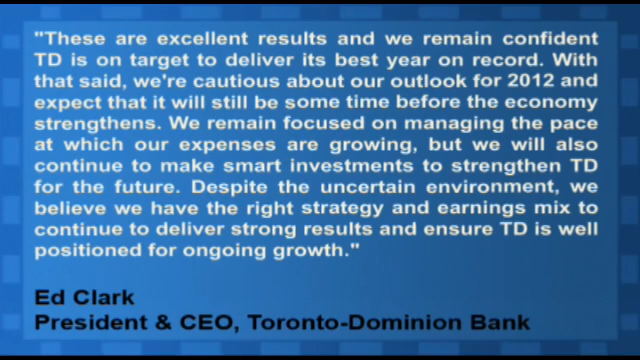 "These are excellent results and we remain confident
TD is on target to deliver its best year on record. With
that said, we're cautious about our outlook for 2012 and
expect that it will still be some time before the economy
strengthens. We remain focused on managing the pace
at which our expenses are growing, but we will also
continue to make smart investments to strengthen TD
for the future. Despite the uncertain environment, we
believe we have the right strategy and earnings mix to
continue to deliver strong results and ensure TD is well
positioned for ongoing growth."
Ed Clark
President & CEO, Toronto-Dominion Bank